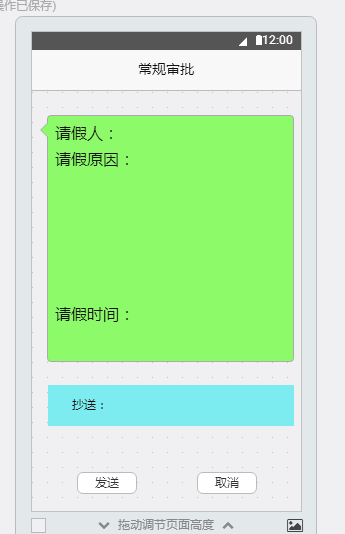 操作已保存)
12:00
常规审批
请假人：
请假原因：
请假时间：
抄送：
发送 取消
拖动调节页面高度